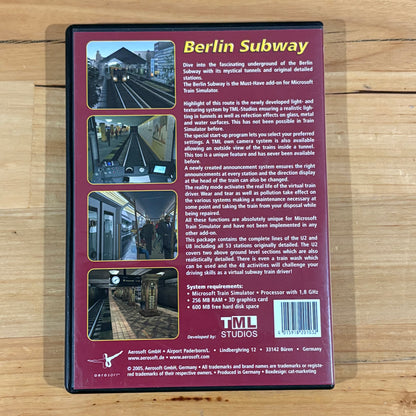 Berlin Subway
Dive into the fascinating underground of the Berlin
Subway with its mystical tunnels and original detailed
stations.
The Berlin Subway is the Must-Have add-on for Microsoft
Train Simulator.
Highlight of this route is the newly developed light- and
texturing system by TML-Studios ensuring a realistic ligh-
ting in tunnels as well as refection effects on glass, metal
and water surfaces. This has not been possible in Train
Simulator before.
The special start-up program lets you select your preferred
settings. A TML own camera system is also available
allowing an outside view of the trains inside a tunnel.
This too is a unique feature and has never been available
before.
A newly created announcement system ensures the right
announcements at every station and the direction display
at the head of the train can also be changed.
The reality mode activates the real life of the virtual train
driver. Wear and tear as well as pollution take effect on
the various systems making a maintenance necessary at
some point and taking the train from your disposal while
being repaired.
All these functions are absolutely unique for Microsoft
Train Simulator and have not been implemented in any
other add-on.
This package contains the complete lines of the U2 and
U8 including all 53 stations originally detailed. The U2
covers two above ground level sections which are also
realistically detailed. There is even a train wash which
can be used and the 48 activities will challenge your
driving skills as a virtual subway train driver!
System requirements:
• Microsoft Train Simulator • Processor with 1,8 GHz
• 256 MB RAM • 3D graphics card
• 600 MB free hard disk space
Developed by:
TML
STUDIOS
aerosoft
Aerosoft GmbH • Airport Paderborn/L. • Lindberghring 12 • 33142 Büren • Germany
www.aerosoft.de • www.aerosoft.com
© 2005, Aerosoft GmbH, Germany • All trademarks and brand names are trademarks or registe-
red trademarks of their respective owners. • Produced in Germany • Boxdesign: cat-marketing